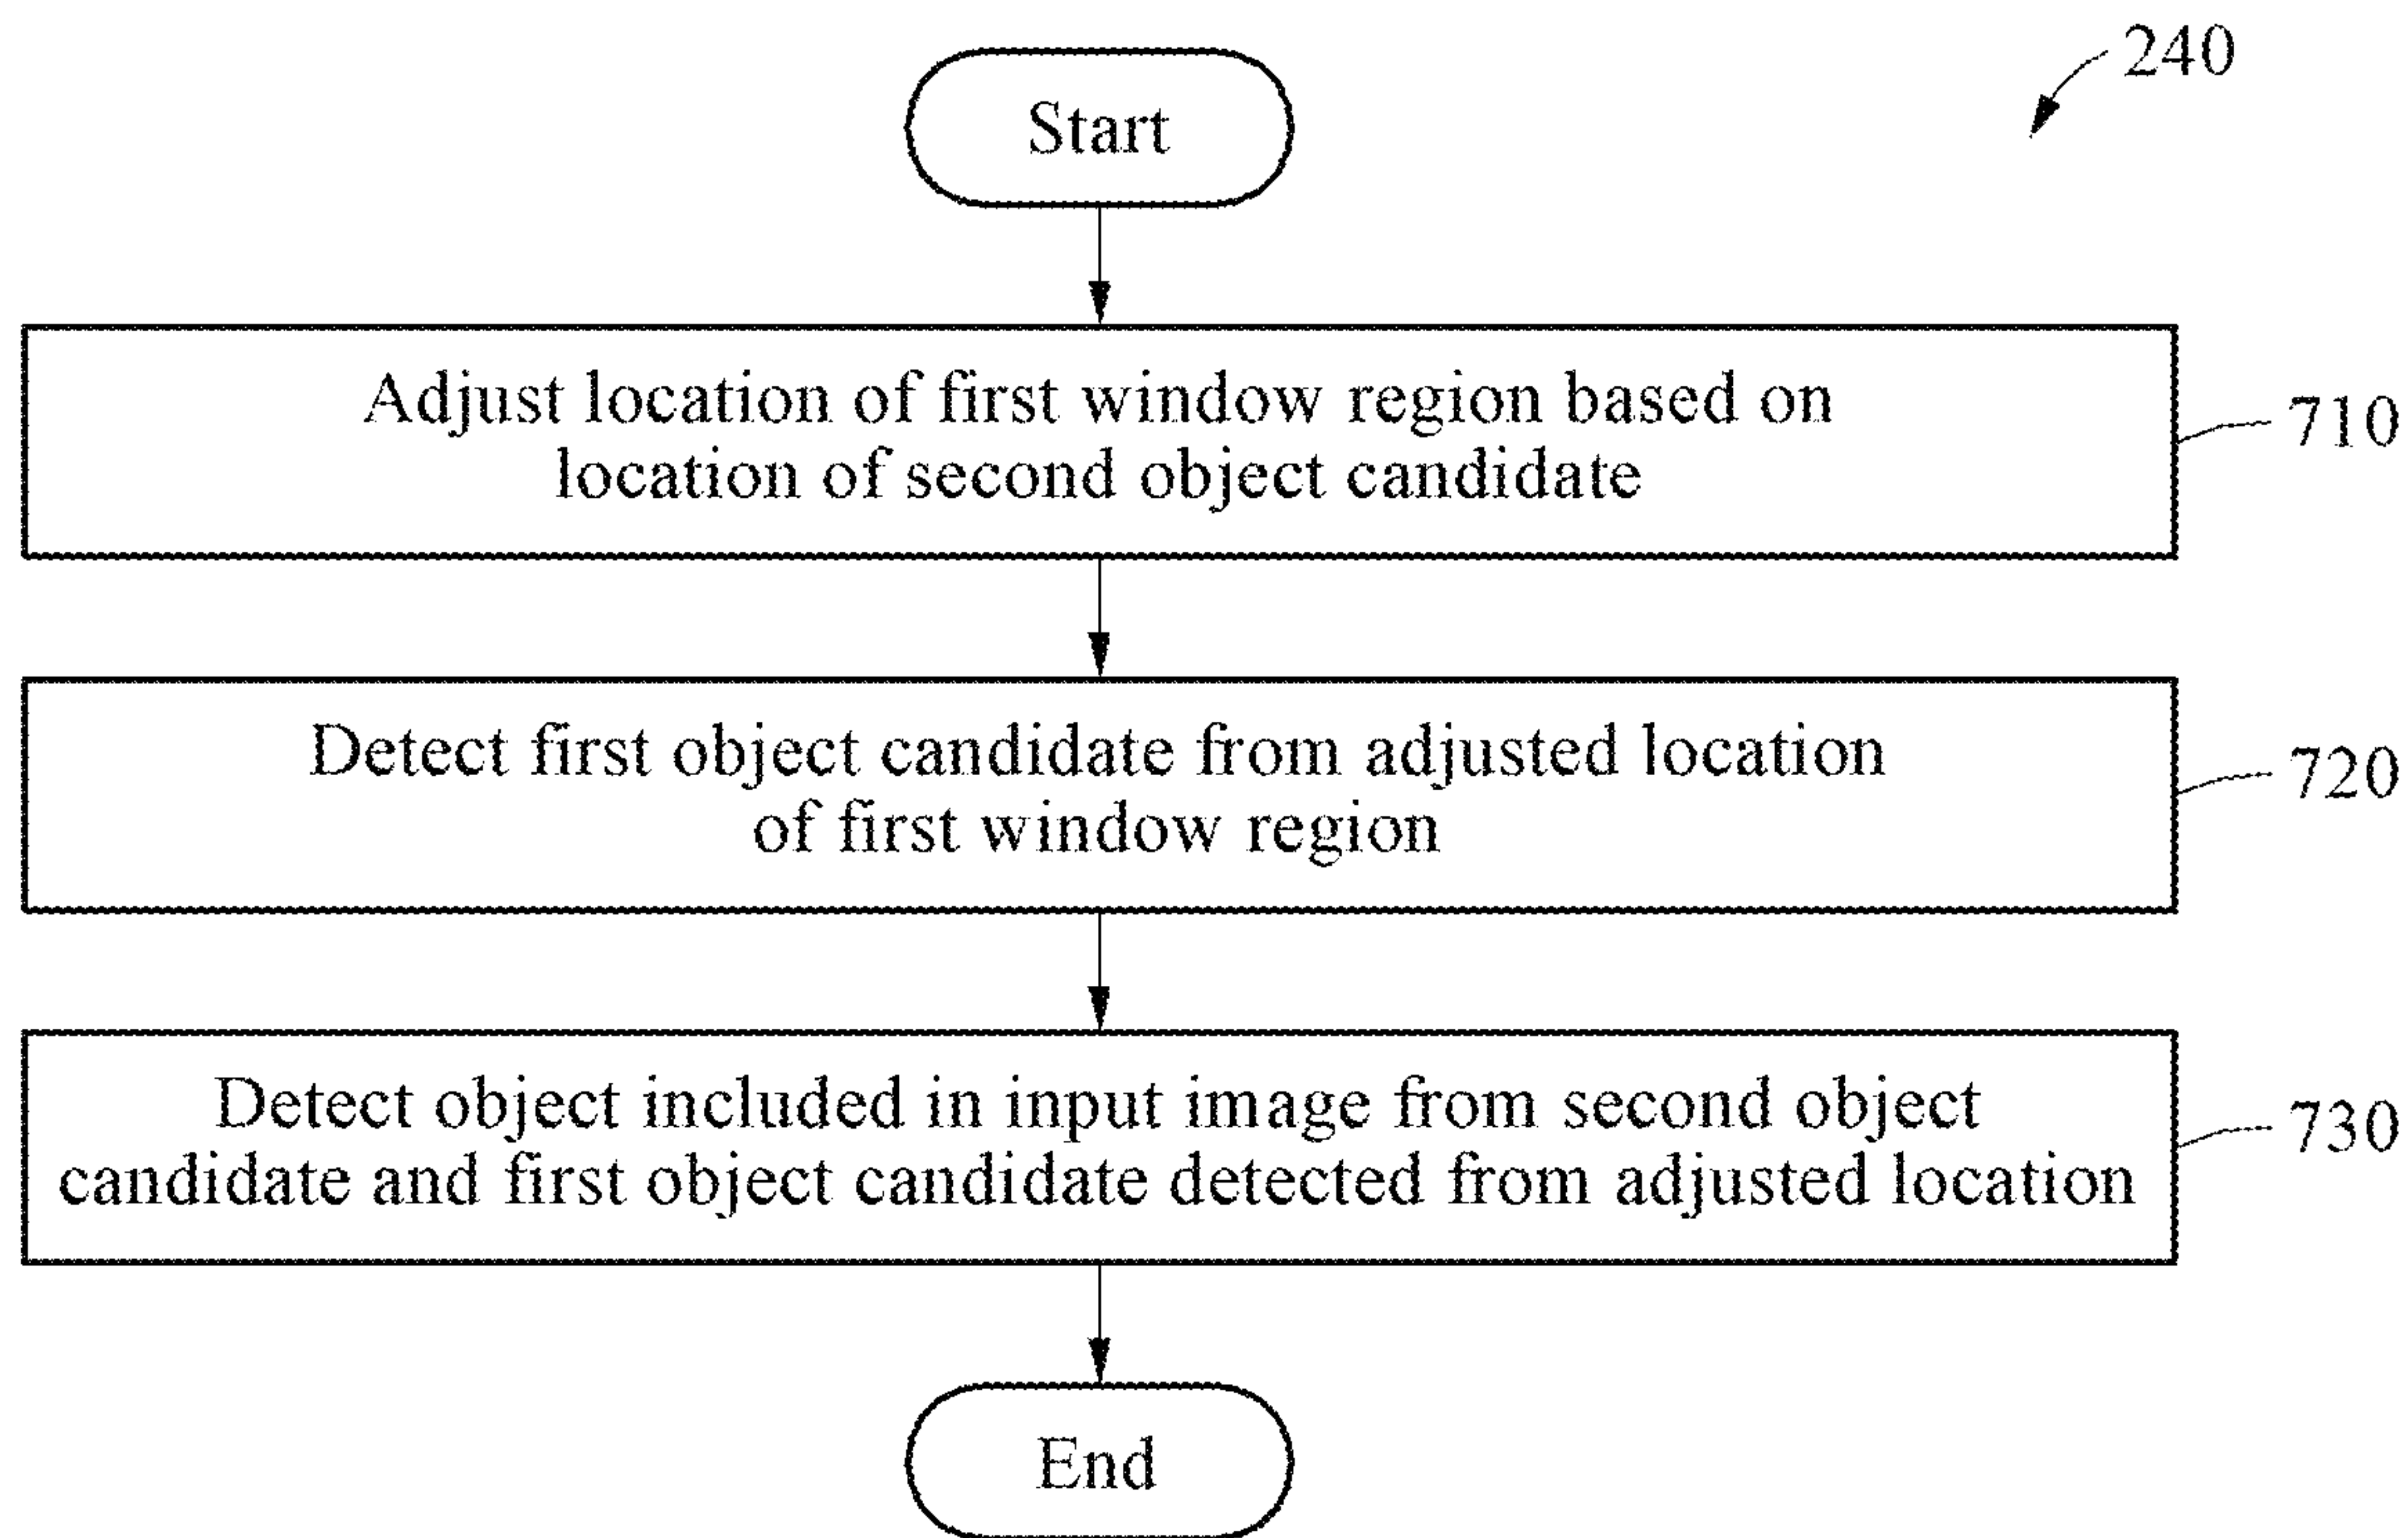 240
Start
Adjust location of first window region based on
location of second object candidate
710
Detect first object candidate from adjusted location
of first window region
720
Detect object included in input image from second object
candidate and first object candidate detected from adjusted location
730
End